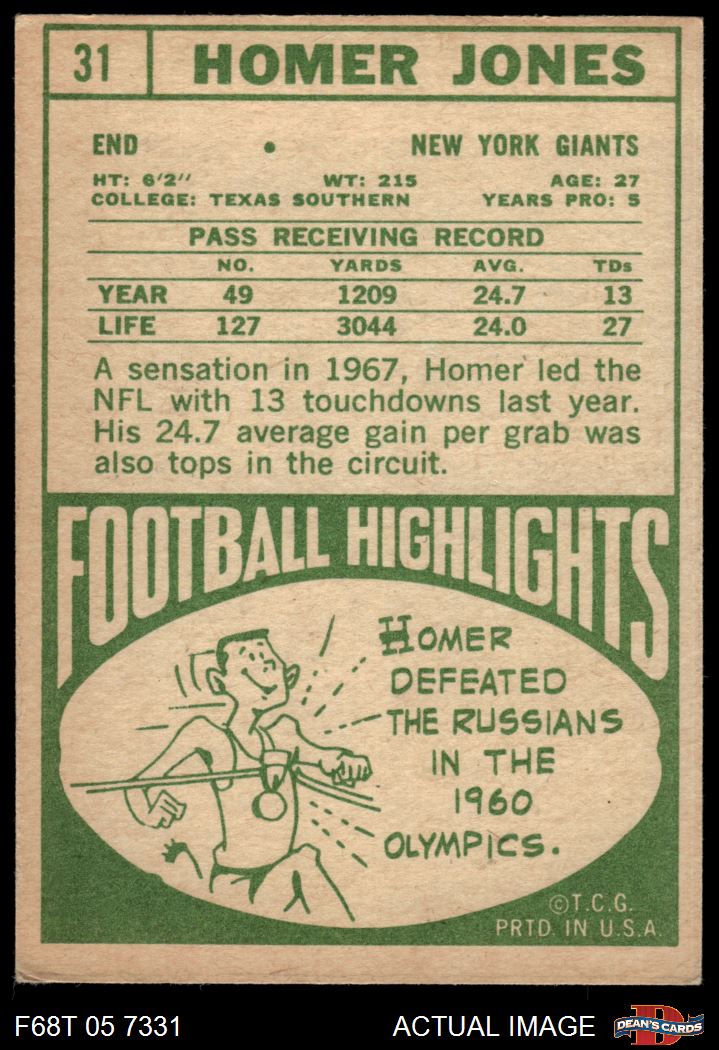 31 HOMER JONES
END • NEW YORK GIANTS
HT: 6'2" WT: 215 AGE: 27
COLLEGE: TEXAS SOUTHERN YEARS PRO: 5
PASS RECEIVING RECORD
NO. YARDS AVG. TDs
YEAR 49 1209 24.7 13
LIFE 127 3044 24.0 27
A sensation in 1967, Homer led the
NFL with 13 touchdowns last year.
His 24.7 average gain per grab was
also tops in the circuit.
FOOTBALL HIGHLIGHTS
HOMER
DEFEATED
THE RUSSIANS
IN THE
1960
OLYMPICS.
©T.C.G.
PRTD. IN U.S.A.
F68T 05 7331 ACTUAL IMAGE D DEAN'S CARDS